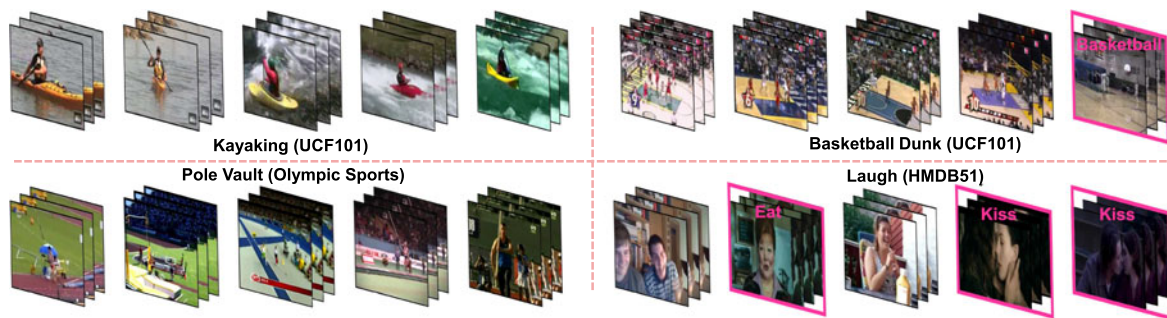 Basketball
Kayaking (UCF101)
Basketball Dunk (UCF101)
Pole Vault (Olympic Sports)
Laugh (HMDB51)
Eat
Kiss
Kiss